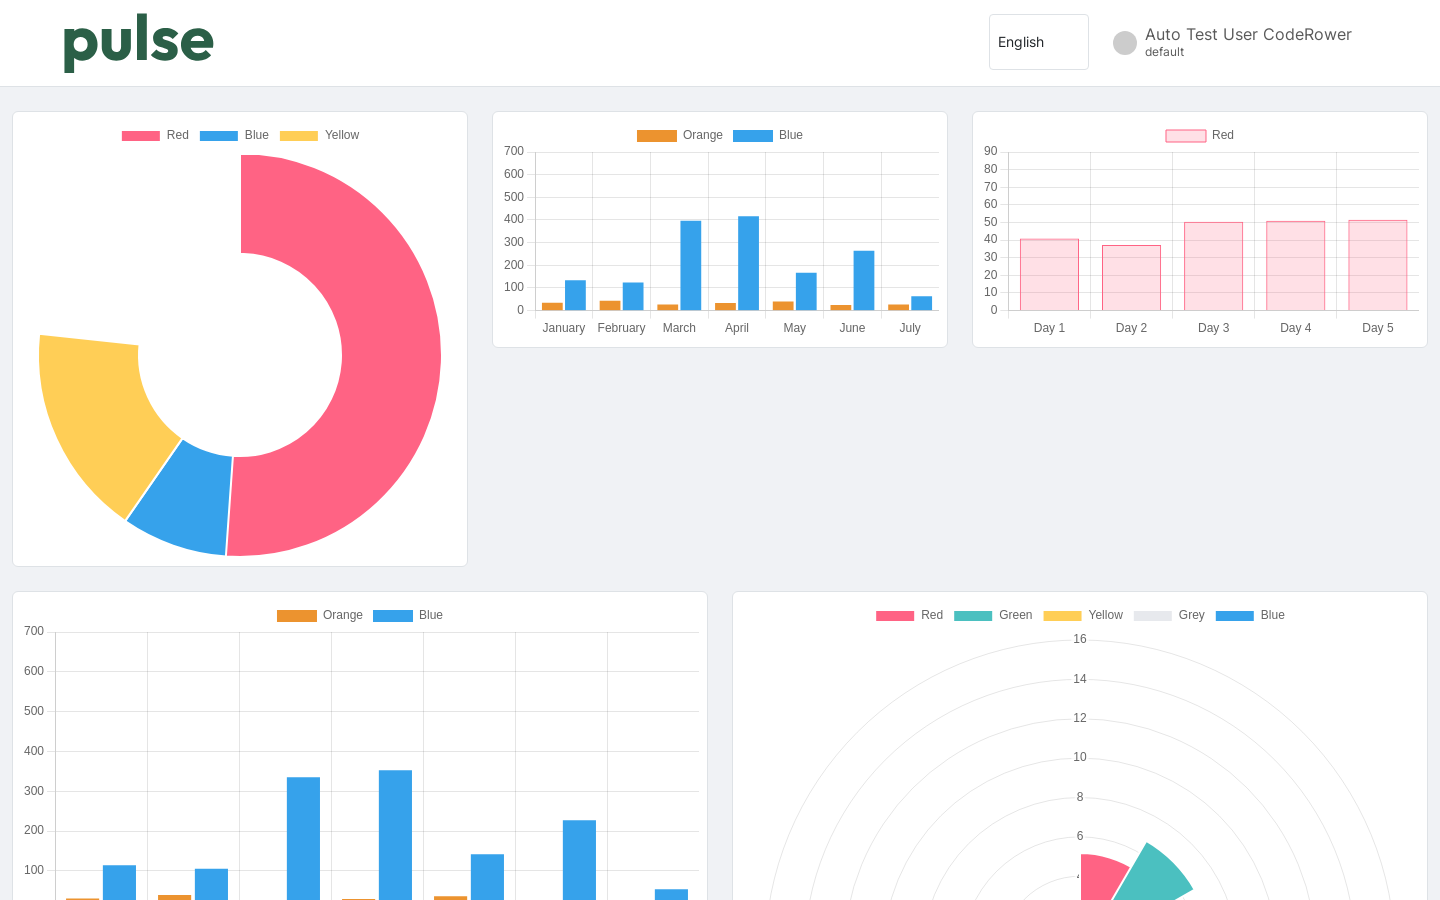 pulse
English
Auto Test User CodeRower
default
Red Blue Yellow
Orange Blue
700
600
500
400
300
200
100
0
January February March April May June July
Red
90
80
70
60
50
40
30
20
10
0
Day 1 Day 2 Day 3 Day 4 Day 5
Orange Blue
700
600
500
400
300
200
100
Red Green Yellow Grey Blue
16
14
12
10
8
6